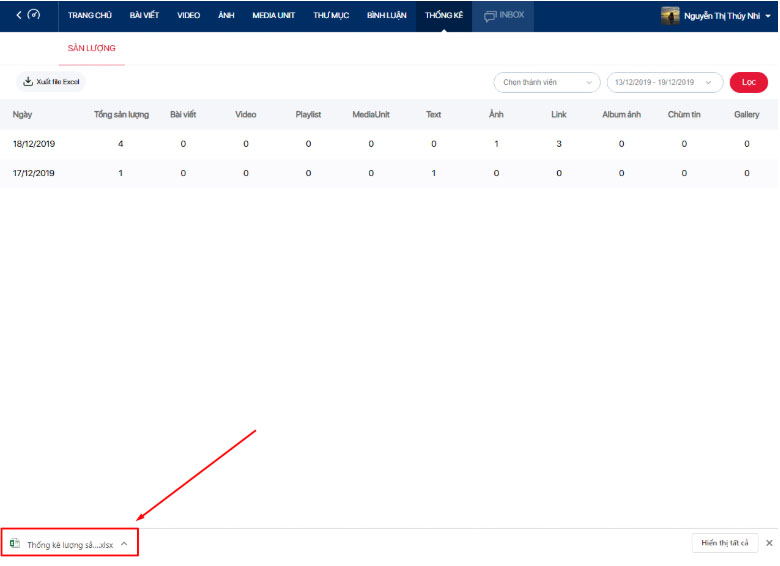 TRANG CHỦ BÀI VIẾT VIDEO ẢNH MEDIA UNIT THƯ MỤC BÌNH LUẬN THỐNG KÊ INBOX Nguyễn Thị Thúy Nhi
SẢN LƯỢNG
Xuất file Excel Chọn thành viên 13/12/2019 - 19/12/2019 Lọc
Ngày Tổng sản lượng Bài viết Video Playlist MediaUnit Text Ảnh Link Album ảnh Chùm tin Gallery
18/12/2019 4 0 0 0 0 0 1 3 0 0 0
17/12/2019 1 0 0 0 0 1 0 0 0 0 0
Thống kê lượng sả....xlsx Hiển thị tất cả